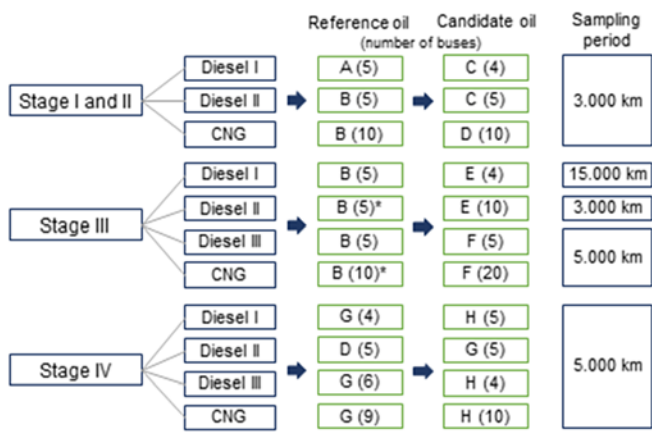 Reference oil Candidate oil Sampling
(number of buses) period
Diesel I A (5) C (4)
Stage I and II Diesel II B (5) C (5) 3.000 km
CNG B (10) D (10)
Diesel I B (5) E (4) 15.000 km
Diesel II B (5)* E (10) 3.000 km
Stage III
Diesel III B (5) F (5)
5.000 km
CNG B (10)* F (20)
Diesel I G (4) H (5)
Diesel II D (5) G (5)
Stage IV 5.000 km
Diesel III G (6) H (4)
CNG G (9) H (10)